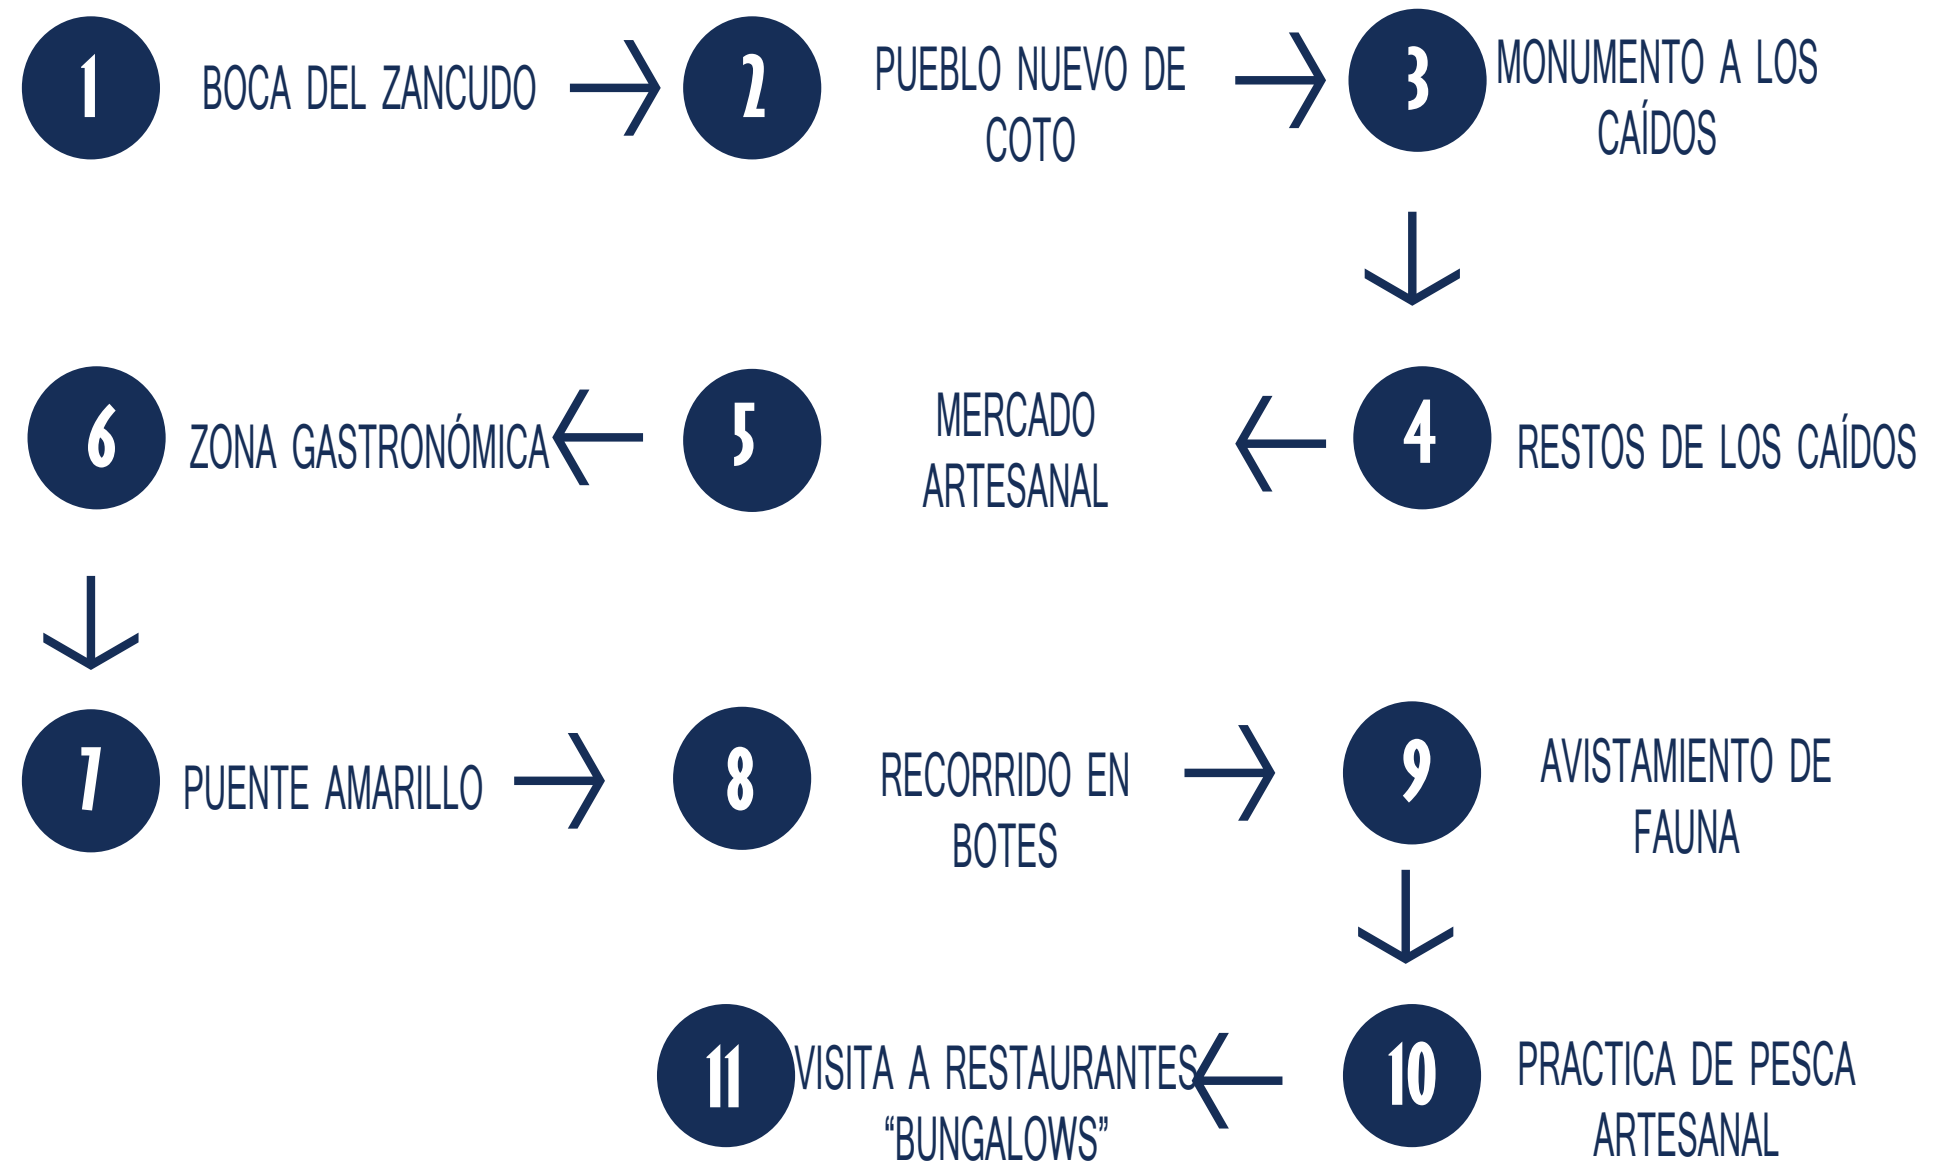 1
BOCA DEL ZANCUDO
2
PUEBLO NUEVO DE
COTO
3
MONUMENTO A LOS
CAÍDOS
4
RESTOS DE LOS CAÍDOS
5
MERCADO
ARTESANAL
6
ZONA GASTRONÓMICA
7
PUENTE AMARILLO
8
RECORRIDO EN
BOTES
9
AVISTAMIENTO DE
FAUNA
10
PRACTICA DE PESCA
ARTESANAL
11
VISITA A RESTAURANTES
“BUNGALOWS”